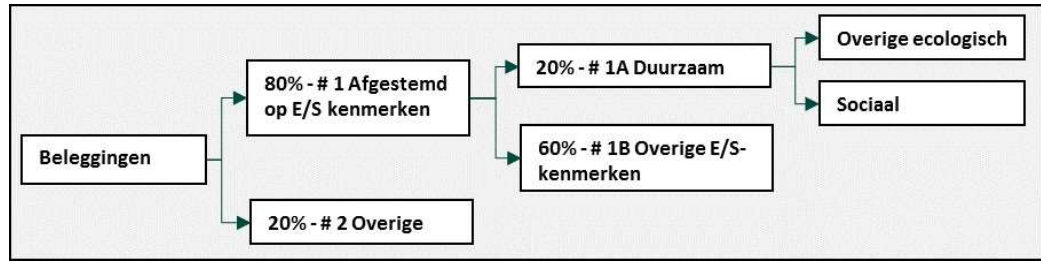 Beleggingen
80% - # 1 Afgestemd
op E/S kenmerken
20% - # 2 Overige
20% - # 1A Duurzaam
60% - # 1B Overige E/S-
kenmerken
Overige ecologisch
Sociaal